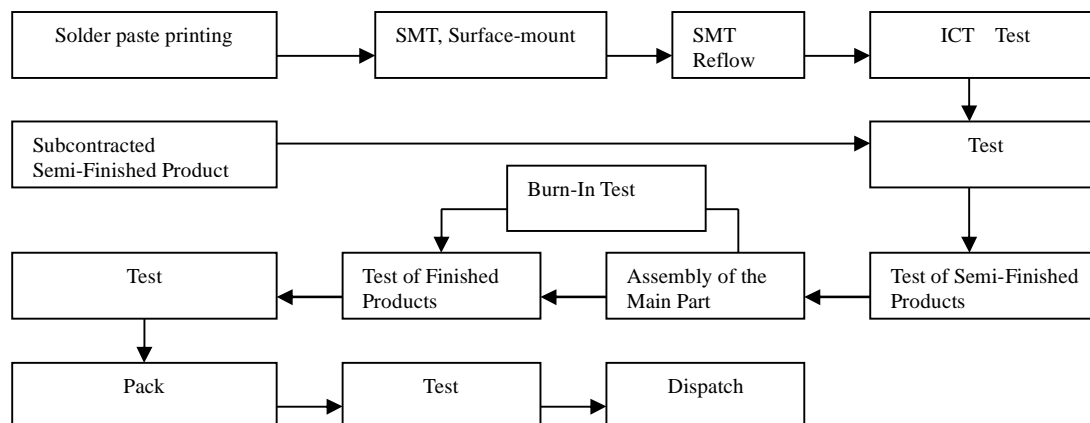 Solder paste printing
SMT, Surface-mount
SMT
Reflow
ICT Test
Subcontracted
Semi-Finished Product
Test
Burn-In Test
Test
Test of Finished
Products
Assembly of the
Main Part
Test of Semi-Finished
Products
Pack
Test
Dispatch